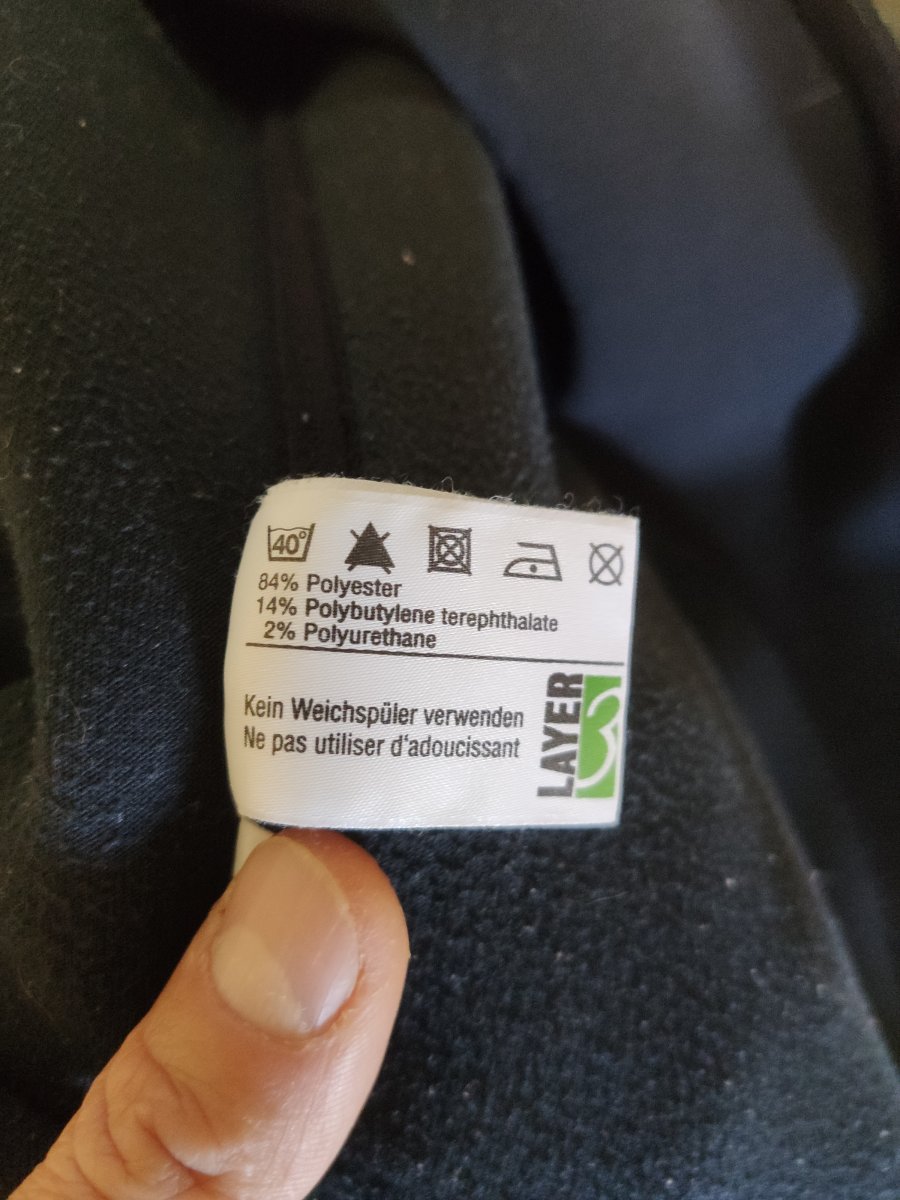 40°
84% Polyester
14% Polybutylene terephthalate
2% Polyurethane
Kein Weichspüler verwenden
Ne pas utiliser d'adoucissant
LAYER